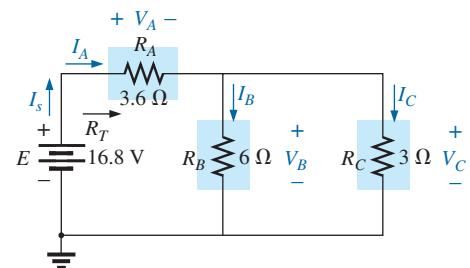 + V_A −
I_A
R_A
3.6 Ω
I_s
R_T
+
E
16.8 V
−
I_B
R_B
6 Ω
+
V_B
−
I_C
R_C
3 Ω
+
V_C
−